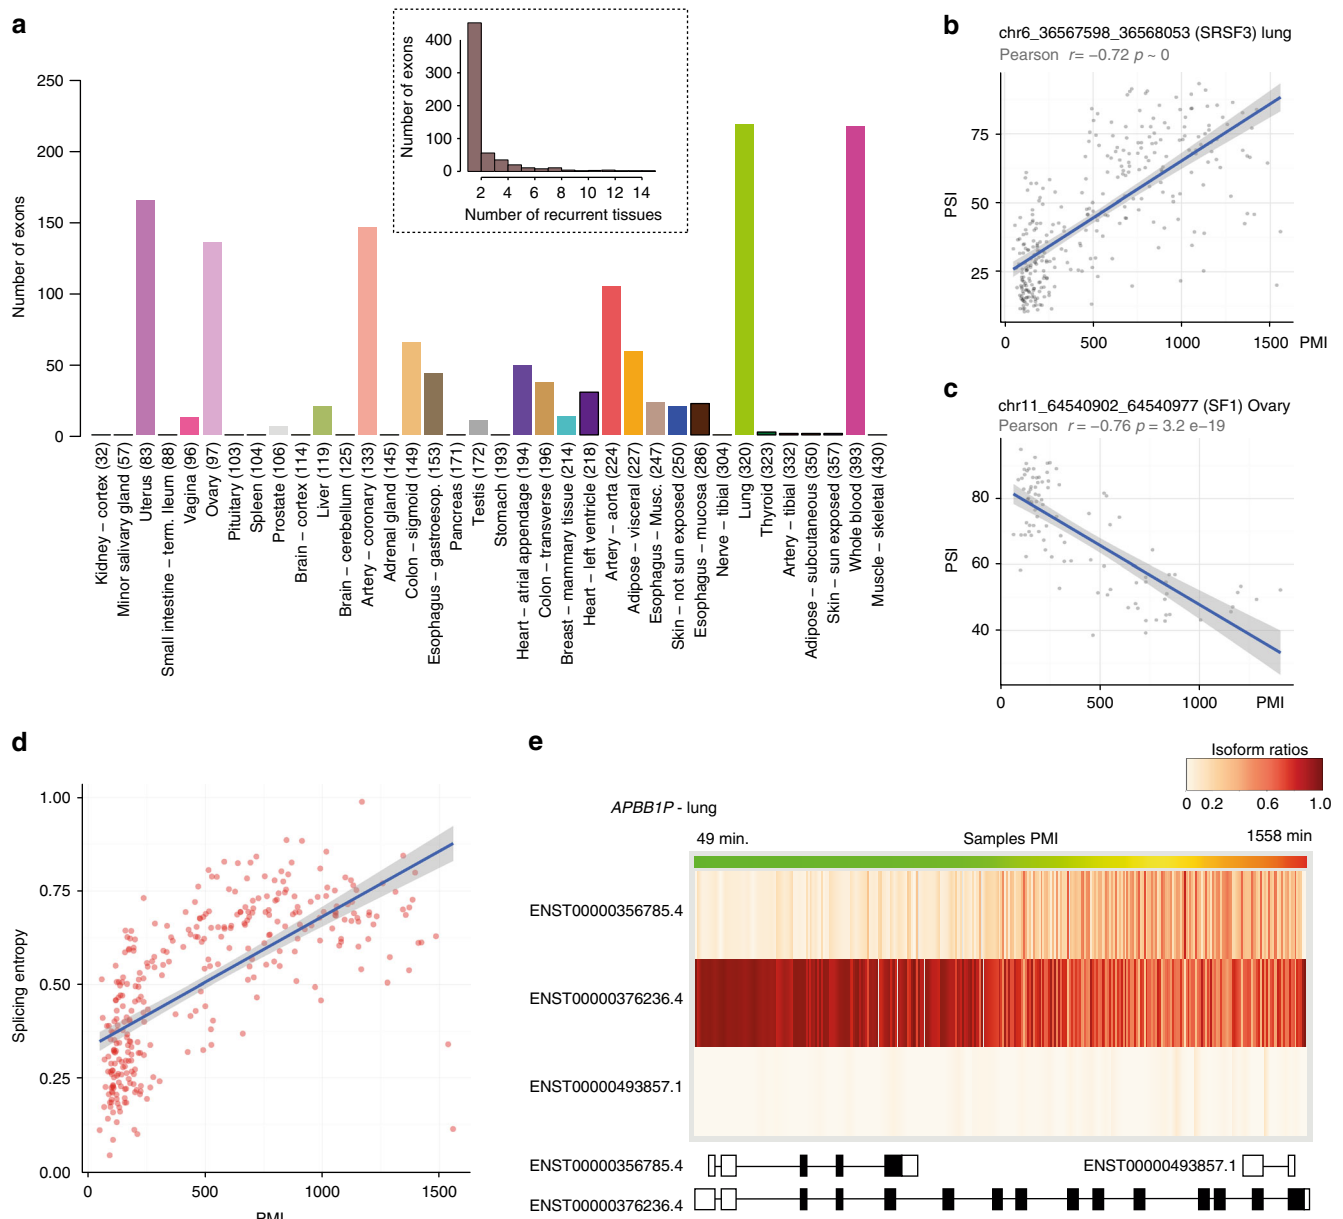 a
Number of exons
250
200
150
100
50
0
Kidney – cortex (32)
Minor salivary gland (57)
Uterus (83)
Small intestine – term. Ileum (88)
Vagina (96)
Ovary (97)
Pituitary (103)
Spleen (104)
Prostate (106)
Brain – cortex (114)
Liver (119)
Brain – cerebellum (125)
Artery – coronary (133)
Adrenal gland (145)
Colon – sigmoid (149)
Esophagus – gastroesop. (153)
Pancreas (171)
Testis (172)
Stomach (193)
Heart – atrial appendage (194)
Colon – transverse (196)
Breast – mammary tissue (214)
Heart – left ventricle (218)
Artery – aorta (224)
Adipose – visceral (227)
Esophagus – Musc. (247)
Skin – not sun exposed (250)
Esophagus – mucosa (286)
Nerve – tibial (304)
Lung (320)
Thyroid (323)
Artery – tibial (332)
Adipose – subcutaneous (350)
Skin – sun exposed (357)
Whole blood (393)
Muscle – skeletal (430)
Number of exons
400
300
200
100
0
2 4 6 8 10 12 14
Number of recurrent tissues
b
chr6_36567598_36568053 (SRSF3) lung
Pearson r= −0.72 p ~ 0
PSI
75
50
25
0 500 1000 1500 PMI
c
chr11_64540902_64540977 (SF1) Ovary
Pearson r = −0.76 p = 3.2 e−19
PSI
80
60
40
0 500 1000 PMI
d
Splicing entropy
1.00
0.75
0.50
0.25
0.00
0 500 1000 1500
PMI
e
Isoform ratios
0 0.2 0.6 1.0
APBB1P - lung
49 min. Samples PMI 1558 min
ENST00000356785.4
ENST00000376236.4
ENST00000493857.1
ENST00000356785.4 ENST00000493857.1
ENST00000376236.4